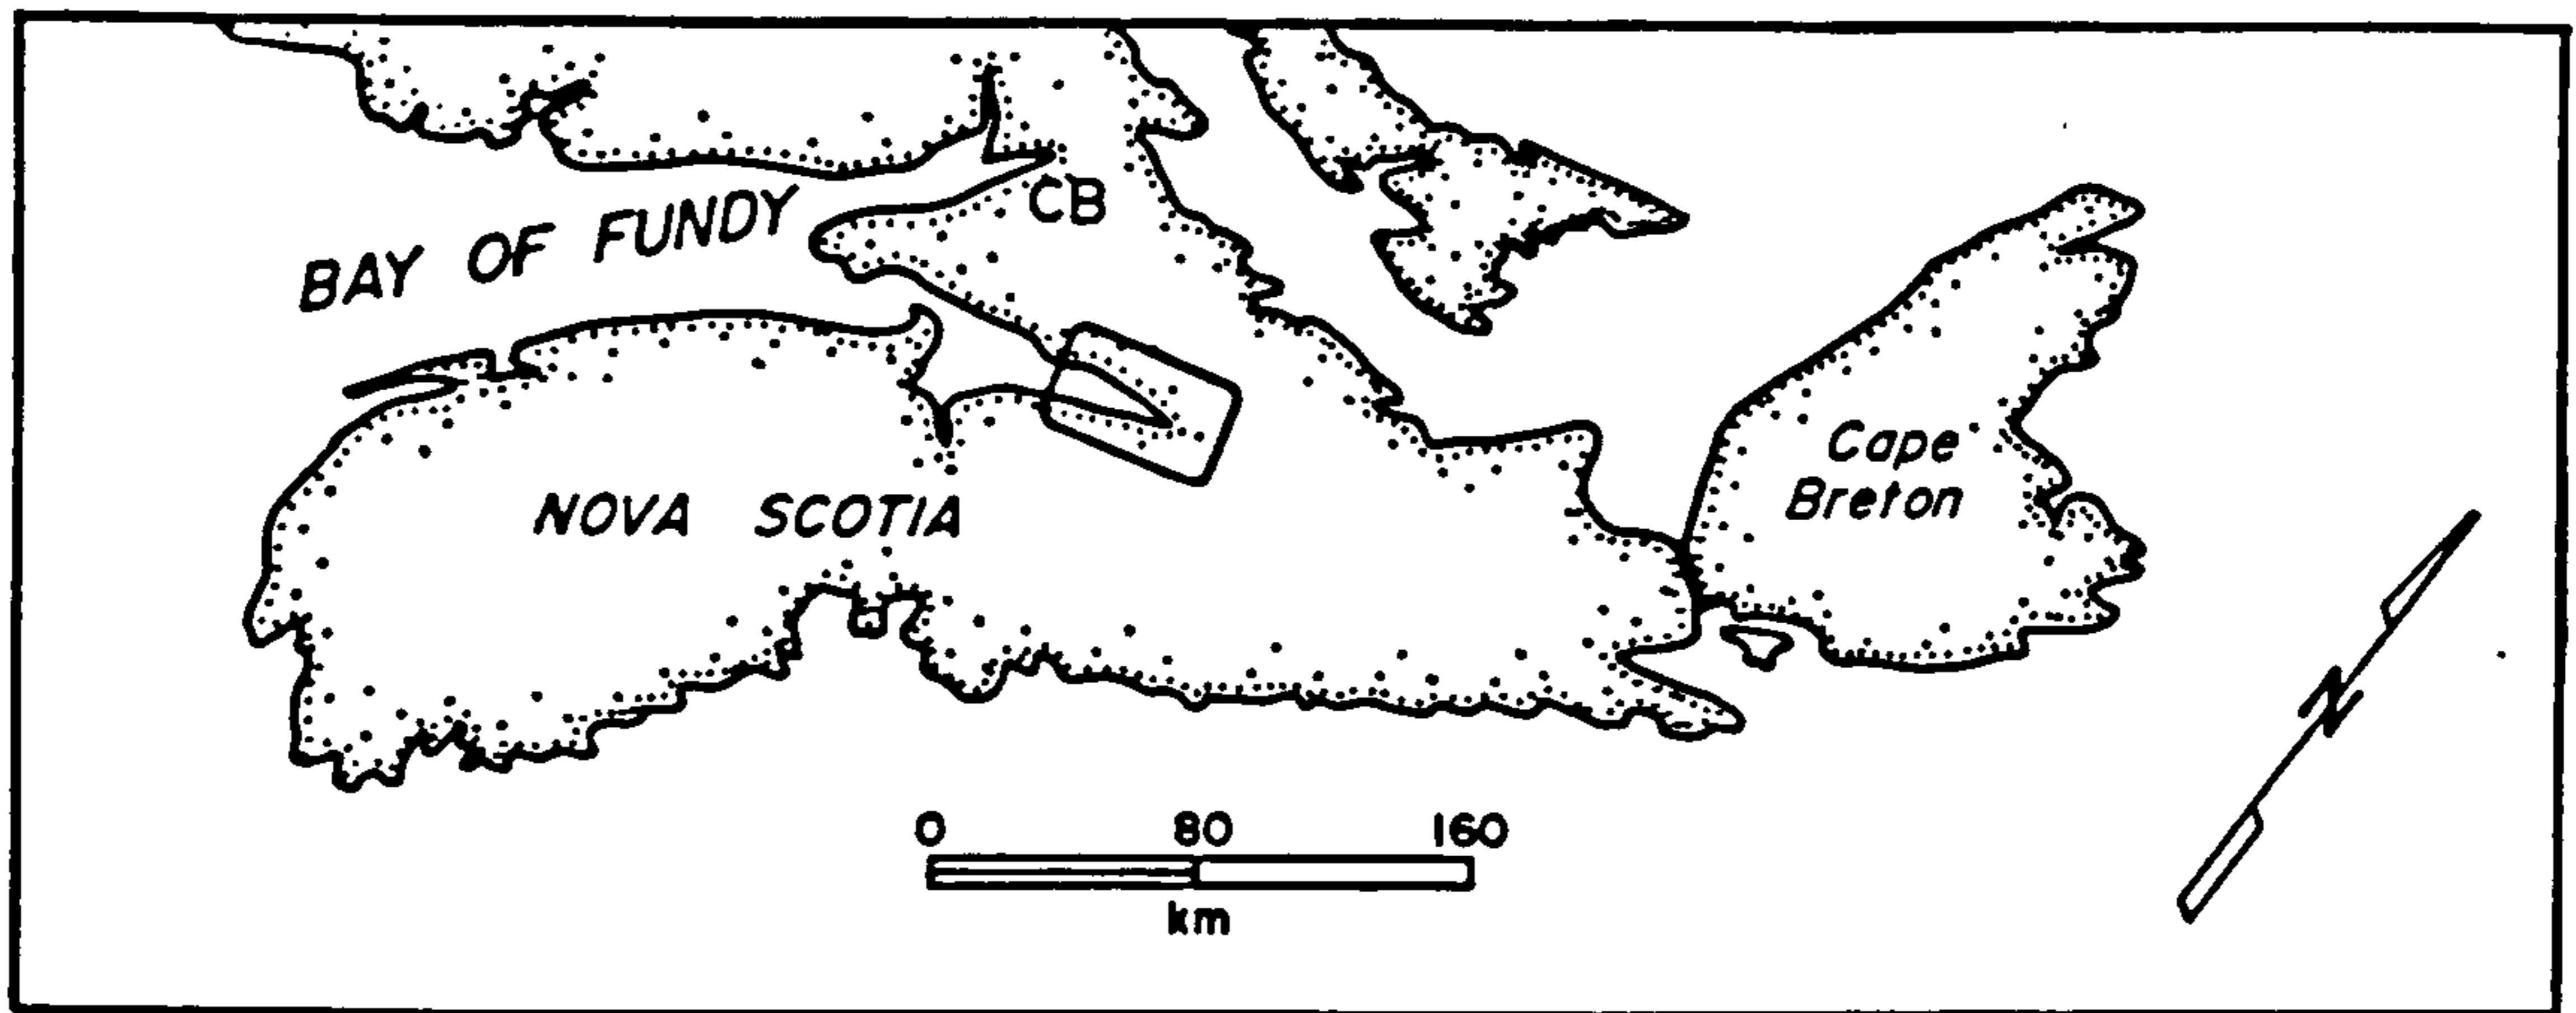 CB
BAY OF FUNDY
Cape
Breton
NOVA SCOTIA
N
0 80 160
km